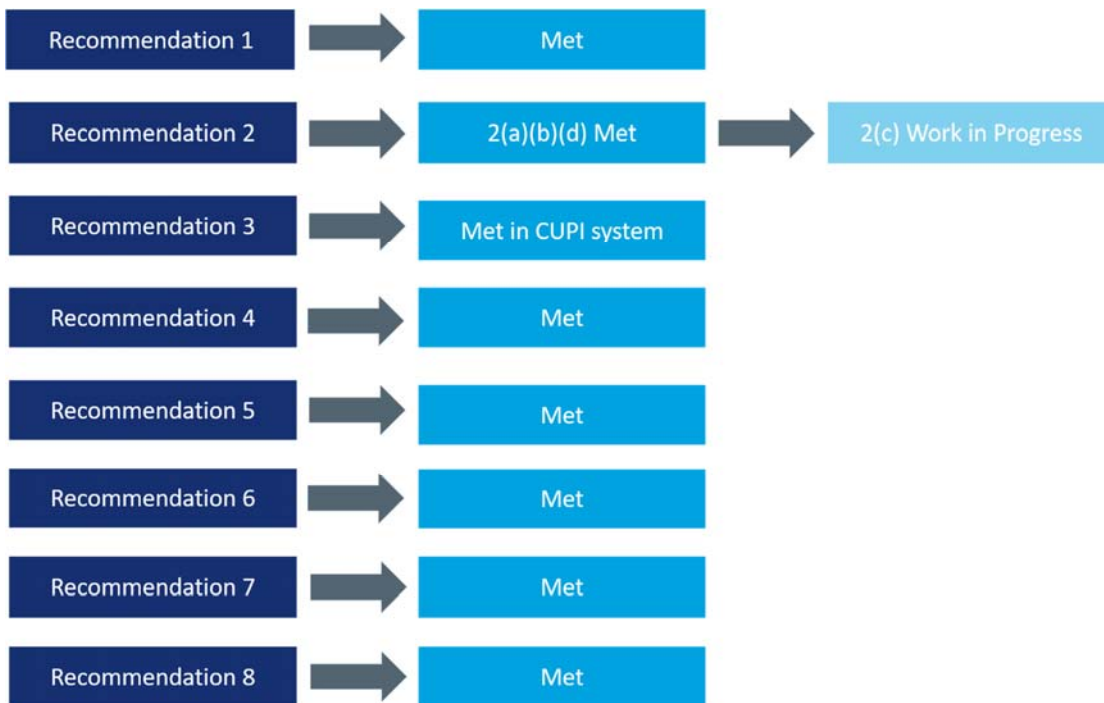 Recommendation 1
Met
Recommendation 2
2(a)(b)(d) Met
2(c) Work in Progress
Recommendation 3
Met in CUPI system
Recommendation 4
Met
Recommendation 5
Met
Recommendation 6
Met
Recommendation 7
Met
Recommendation 8
Met